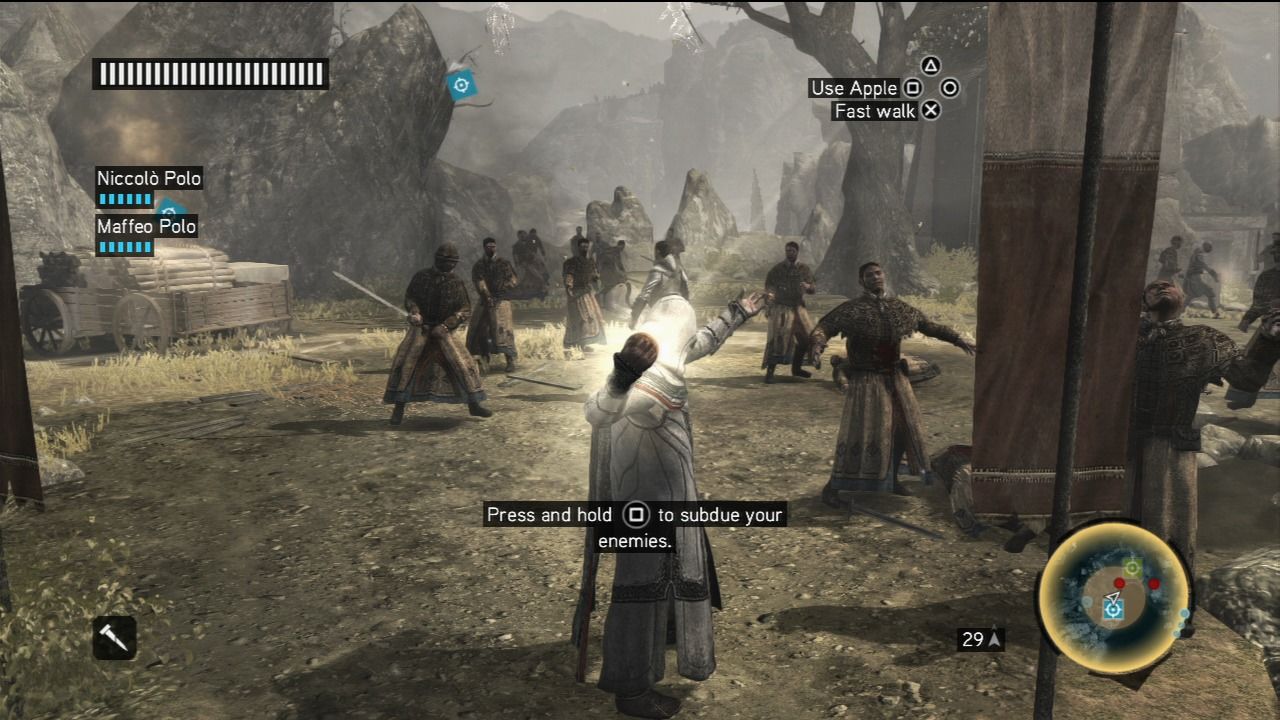 Use Apple
Fast walk
Niccolò Polo
Maffeo Polo
Press and hold to subdue your
enemies.
29